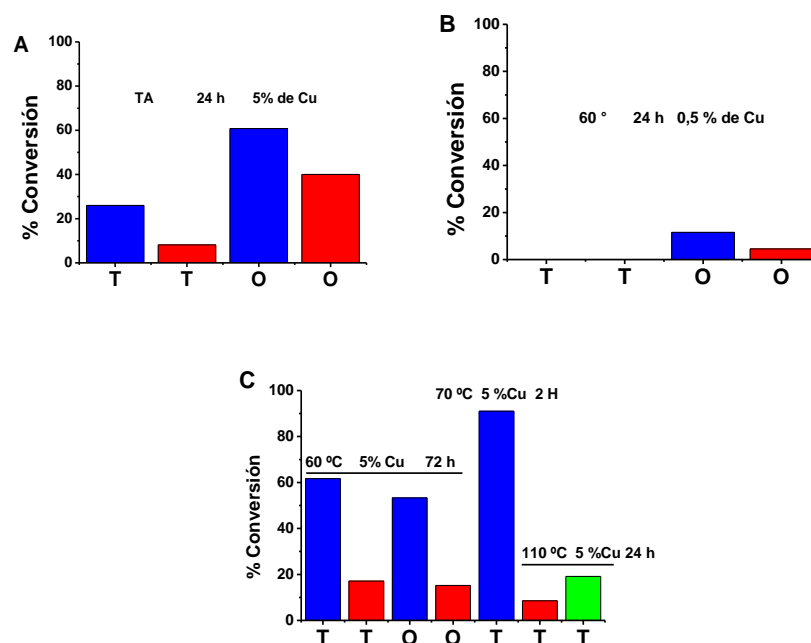 A
% Conversión
100
80
60
40
20
0
TA 24 h 5% de Cu
T T O O
B
% Conversión
100
80
60
40
20
0
60 ° 24 h 0,5 % de Cu
T T O O
C
% Conversión
100
80
60
40
20
0
70 ºC 5 %Cu 2 H
60 ºC 5% Cu 72 h
110 ºC 5 %Cu 24 h
T T O O T T T